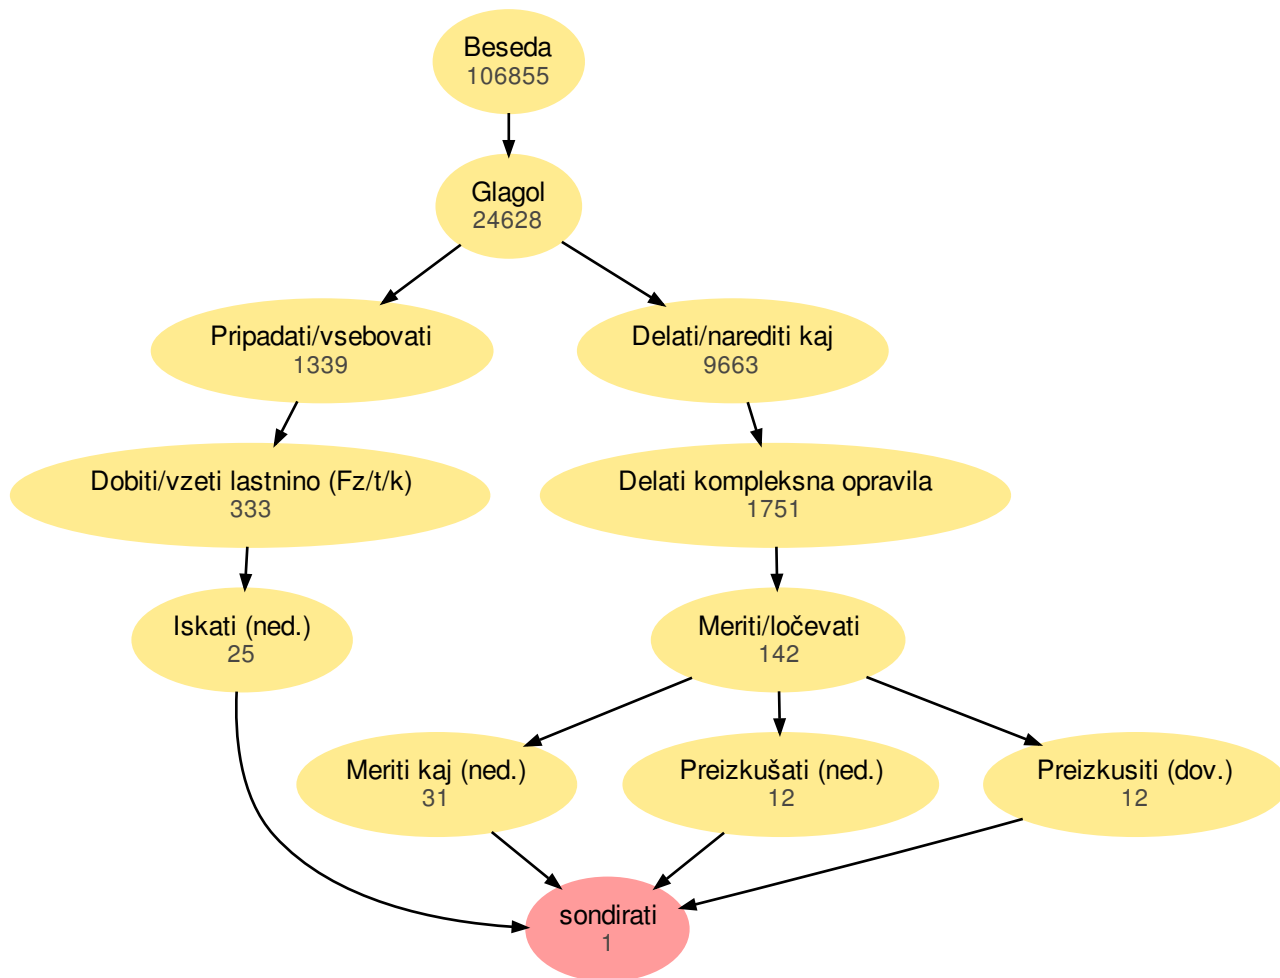 Beseda
106855
Glagol
24628
Pripadati/vsebovati
1339
Delati/narediti kaj
9663
Dobiti/vzeti lastnino (Fz/t/k)
333
Delati kompleksna opravila
1751
Iskati (ned.)
25
Meriti/ločevati
142
Meriti kaj (ned.)
31
Preizkušati (ned.)
12
Preizkusiti (dov.)
12
sondirati
1